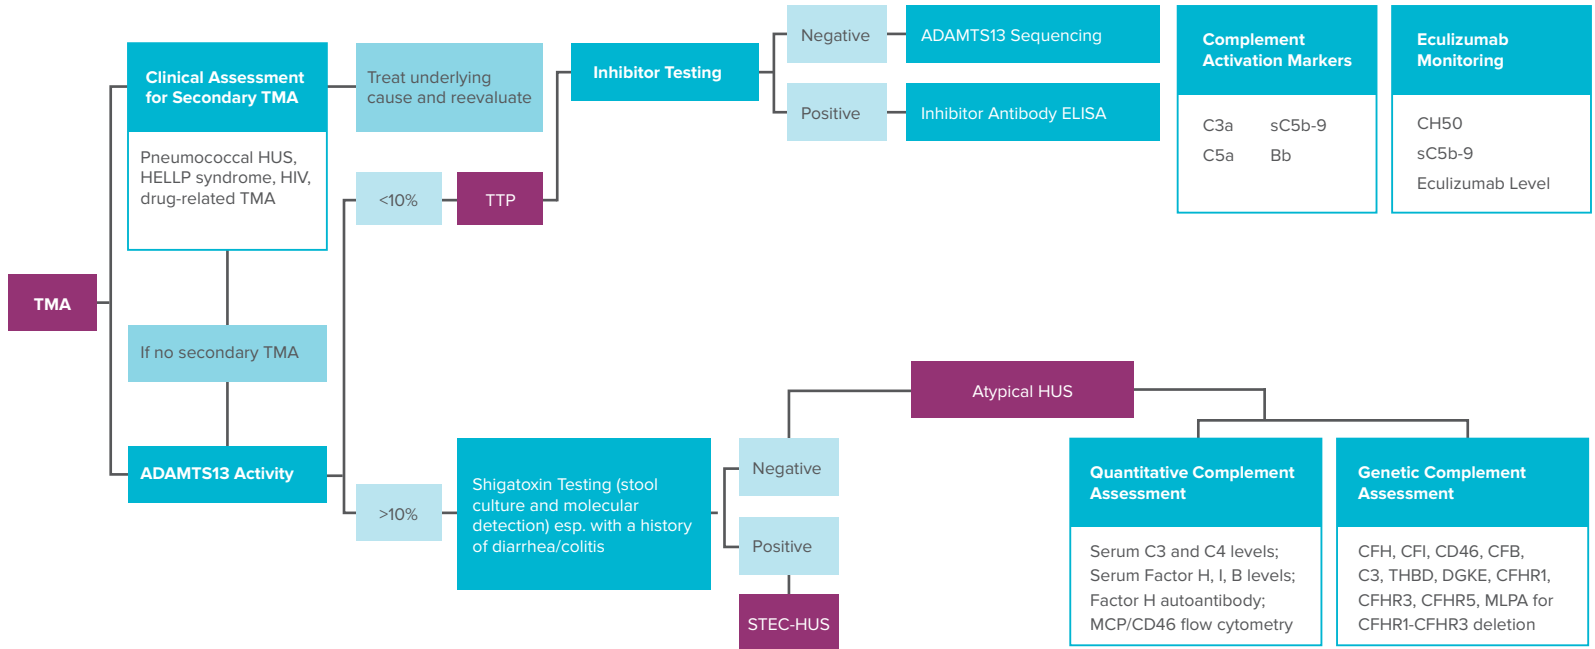 TMA
Clinical Assessment
for Secondary TMA
Pneumococcal HUS,
HELLP syndrome, HIV,
drug-related TMA
If no secondary TMA
ADAMTS13 Activity
Treat underlying
cause and reevaluate
<10%
TTP
Inhibitor Testing
Negative
ADAMTS13 Sequencing
Positive
Inhibitor Antibody ELISA
Complement
Activation Markers
C3a sC5b-9
C5a Bb
Eculizumab
Monitoring
CH50
sC5b-9
Eculizumab Level
>10%
Shigatoxin Testing (stool
culture and molecular
detection) esp. with a history
of diarrhea/colitis
Negative
Positive
STEC-HUS
Atypical HUS
Quantitative Complement
Assessment
Serum C3 and C4 levels;
Serum Factor H, I, B levels;
Factor H autoantibody;
MCP/CD46 flow cytometry
Genetic Complement
Assessment
CFH, CFI, CD46, CFB,
C3, THBD, DGKE, CFHR1,
CFHR3, CFHR5, MLPA for
CFHR1-CFHR3 deletion